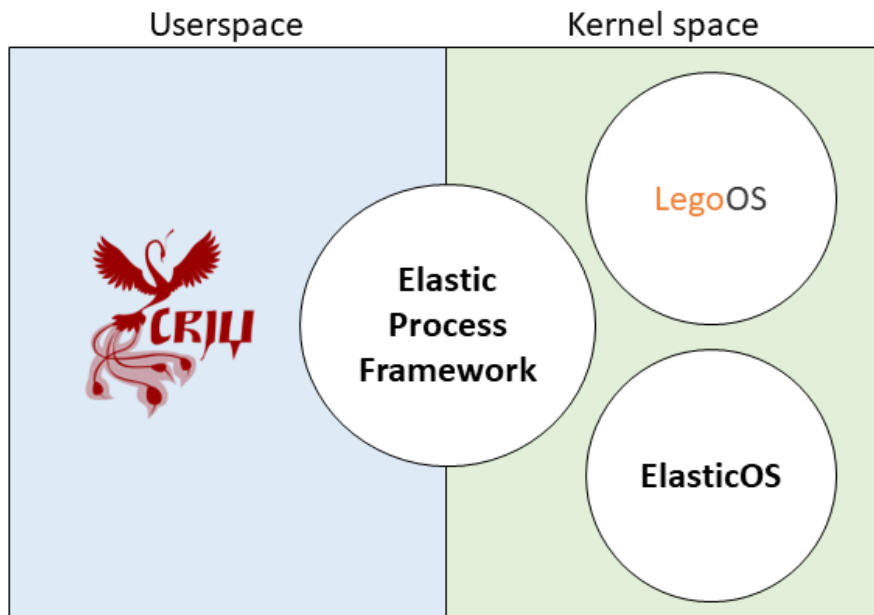 Userspace
Kernel space
LegoOS
CRIU
Elastic
Process
Framework
ElasticOS